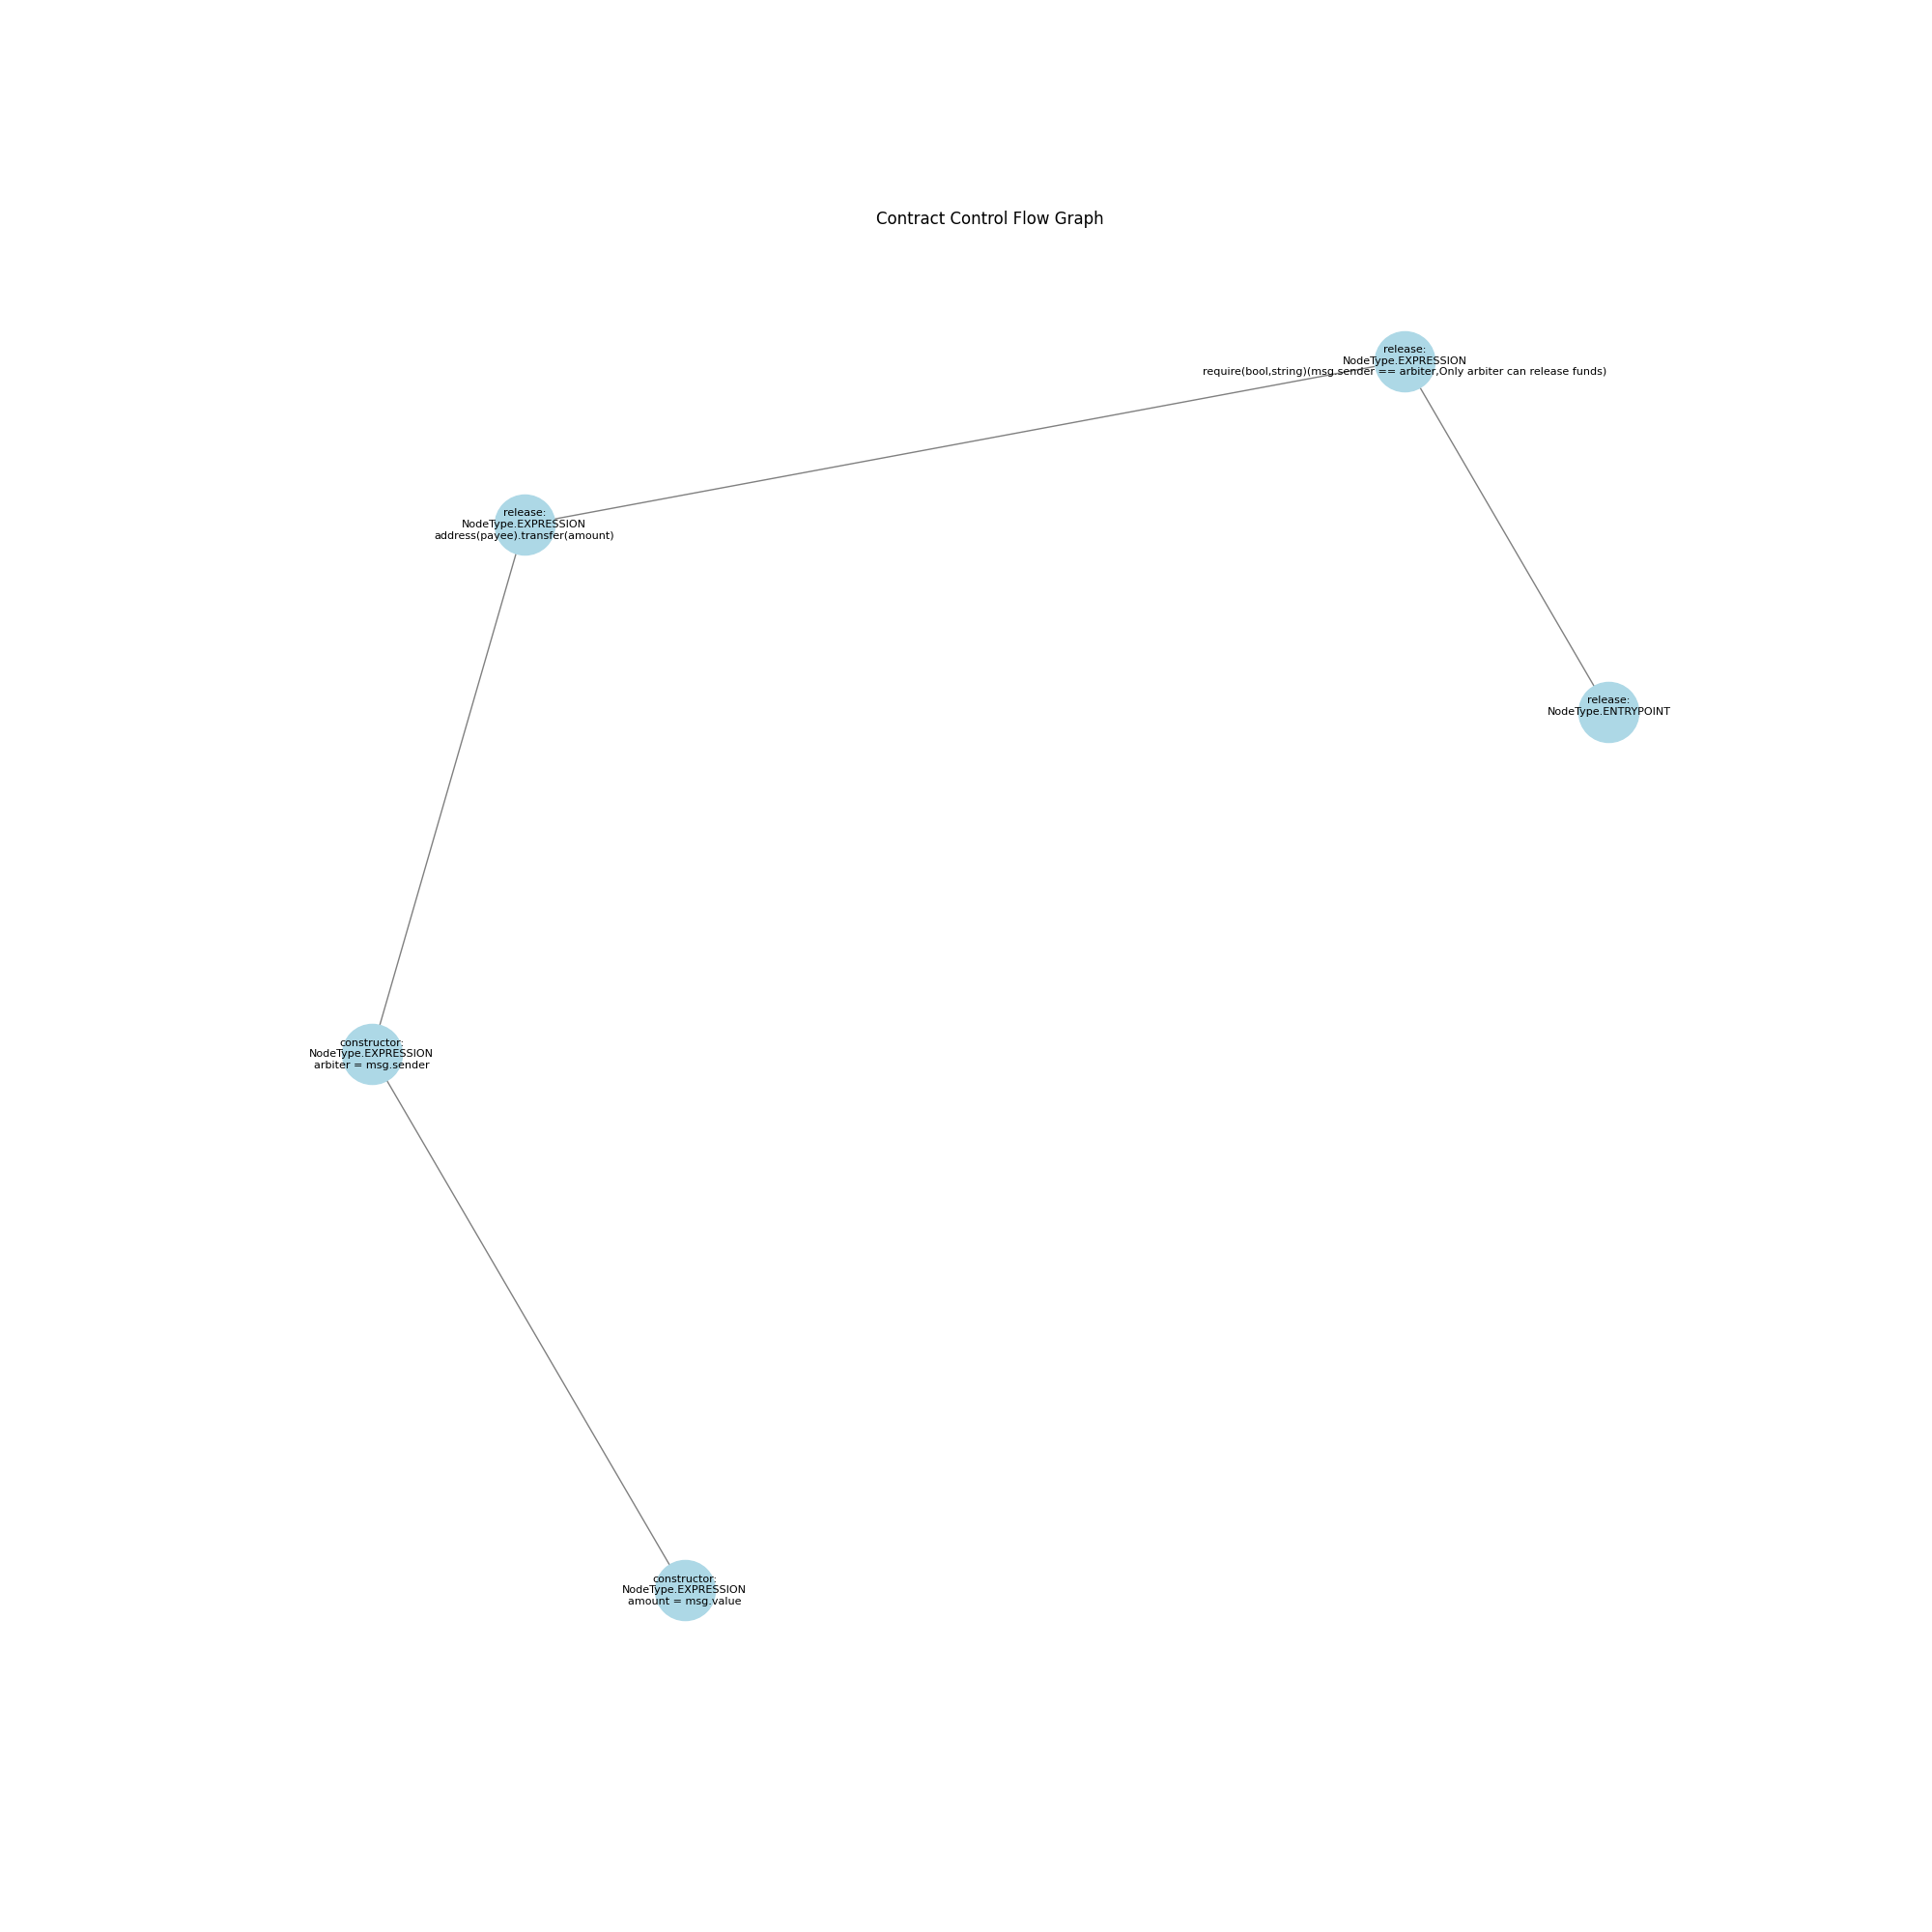 Contract Control Flow Graph
release:
NodeType.EXPRESSION
require(bool,string)(msg.sender == arbiter,Only arbiter can release funds)
release:
NodeType.EXPRESSION
address(payee).transfer(amount)
release:
NodeType.ENTRYPOINT
constructor:
NodeType.EXPRESSION
arbiter = msg.sender
constructor:
NodeType.EXPRESSION
amount = msg.value